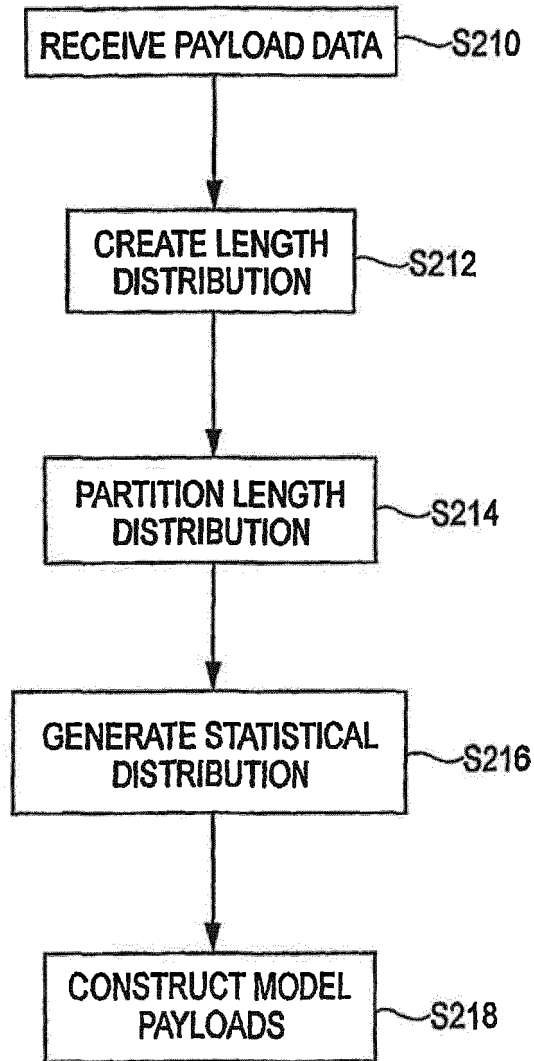 RECEIVE PAYLOAD DATA
S210
CREATE LENGTH
DISTRIBUTION
S212
PARTITION LENGTH
DISTRIBUTION
S214
GENERATE STATISTICAL
DISTRIBUTION
S216
CONSTRUCT MODEL
PAYLOADS
S218